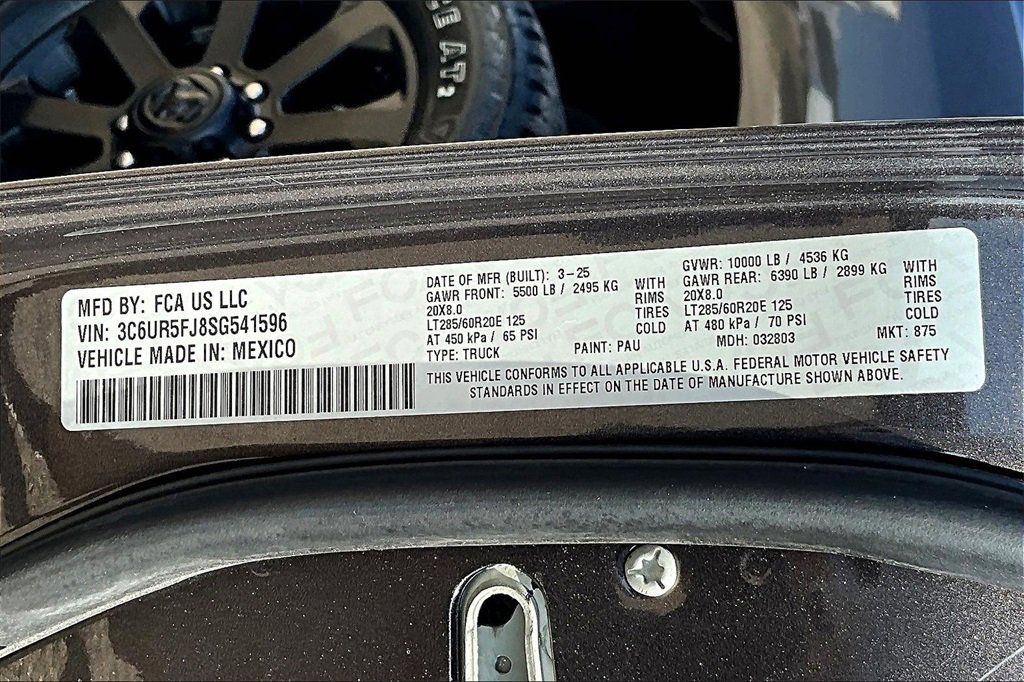 CE AT2
MFD BY: FCA US LLC
VIN: 3C6UR5FJ8SG541596
VEHICLE MADE IN: MEXICO
DATE OF MFR (BUILT): 3-25
GAWR FRONT: 5500 LB / 2495 KG WITH
20X8.0 RIMS
LT285/60R20E 125 TIRES
AT 450 kPa / 65 PSI COLD
TYPE: TRUCK PAINT: PAU
GVWR: 10000 LB / 4536 KG
GAWR REAR: 6390 LB / 2899 KG WITH
20X8.0 RIMS
LT285/60R20E 125 TIRES
AT 480 kPa / 70 PSI COLD
MDH: 032803 MKT: 875
THIS VEHICLE CONFORMS TO ALL APPLICABLE U.S.A. FEDERAL MOTOR VEHICLE SAFETY
STANDARDS IN EFFECT ON THE DATE OF MANUFACTURE SHOWN ABOVE.